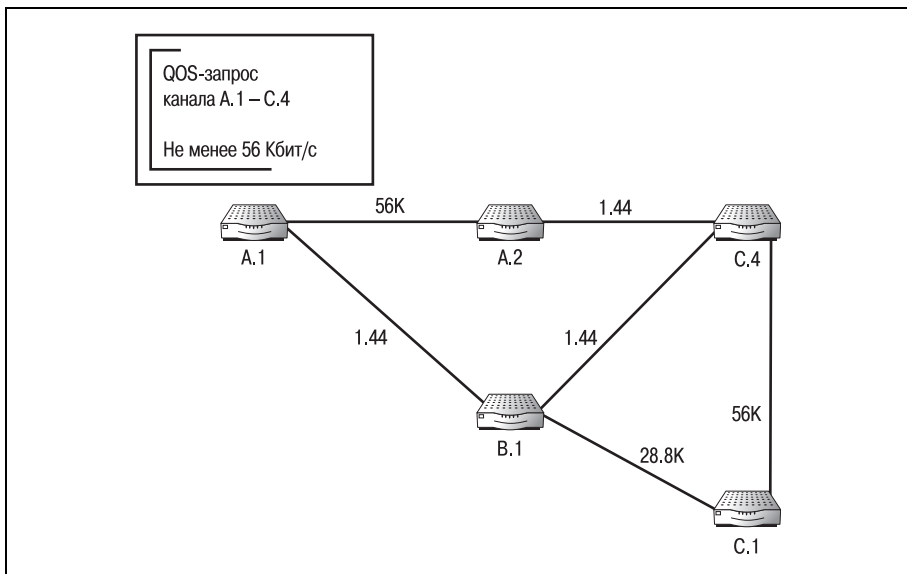 QOS-запрос
канала A.1 – C.4
Не менее 56 Кбит/с
56K
1.44
A.1
A.2
C.4
1.44
1.44
56K
B.1
28.8K
C.1